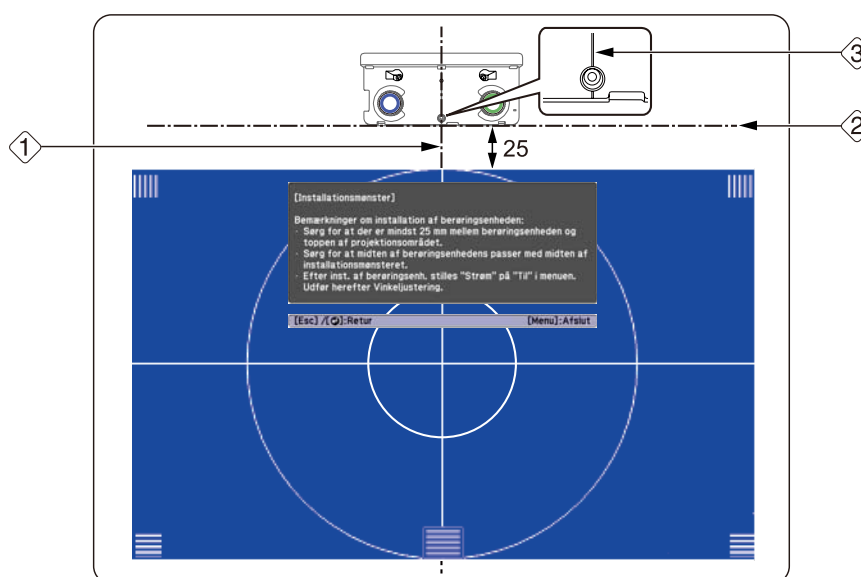 3
2
1
25
[Installationsmønster]
Bemærkninger om installation af berøringsenheden:
· Sørg for at der er mindst 25 mm mellem berøringsenheden og
toppen af projektionsområdet.
· Sørg for at midten af berøringsenhedens passer med midten af
installationsmønsteret.
· Efter inst. af berøringsenh. stilles "Strøm" på "Til" i menuen.
Udfør herefter Vinkeljustering.
[Esc] /[]:Retur [Menu]:Afslut